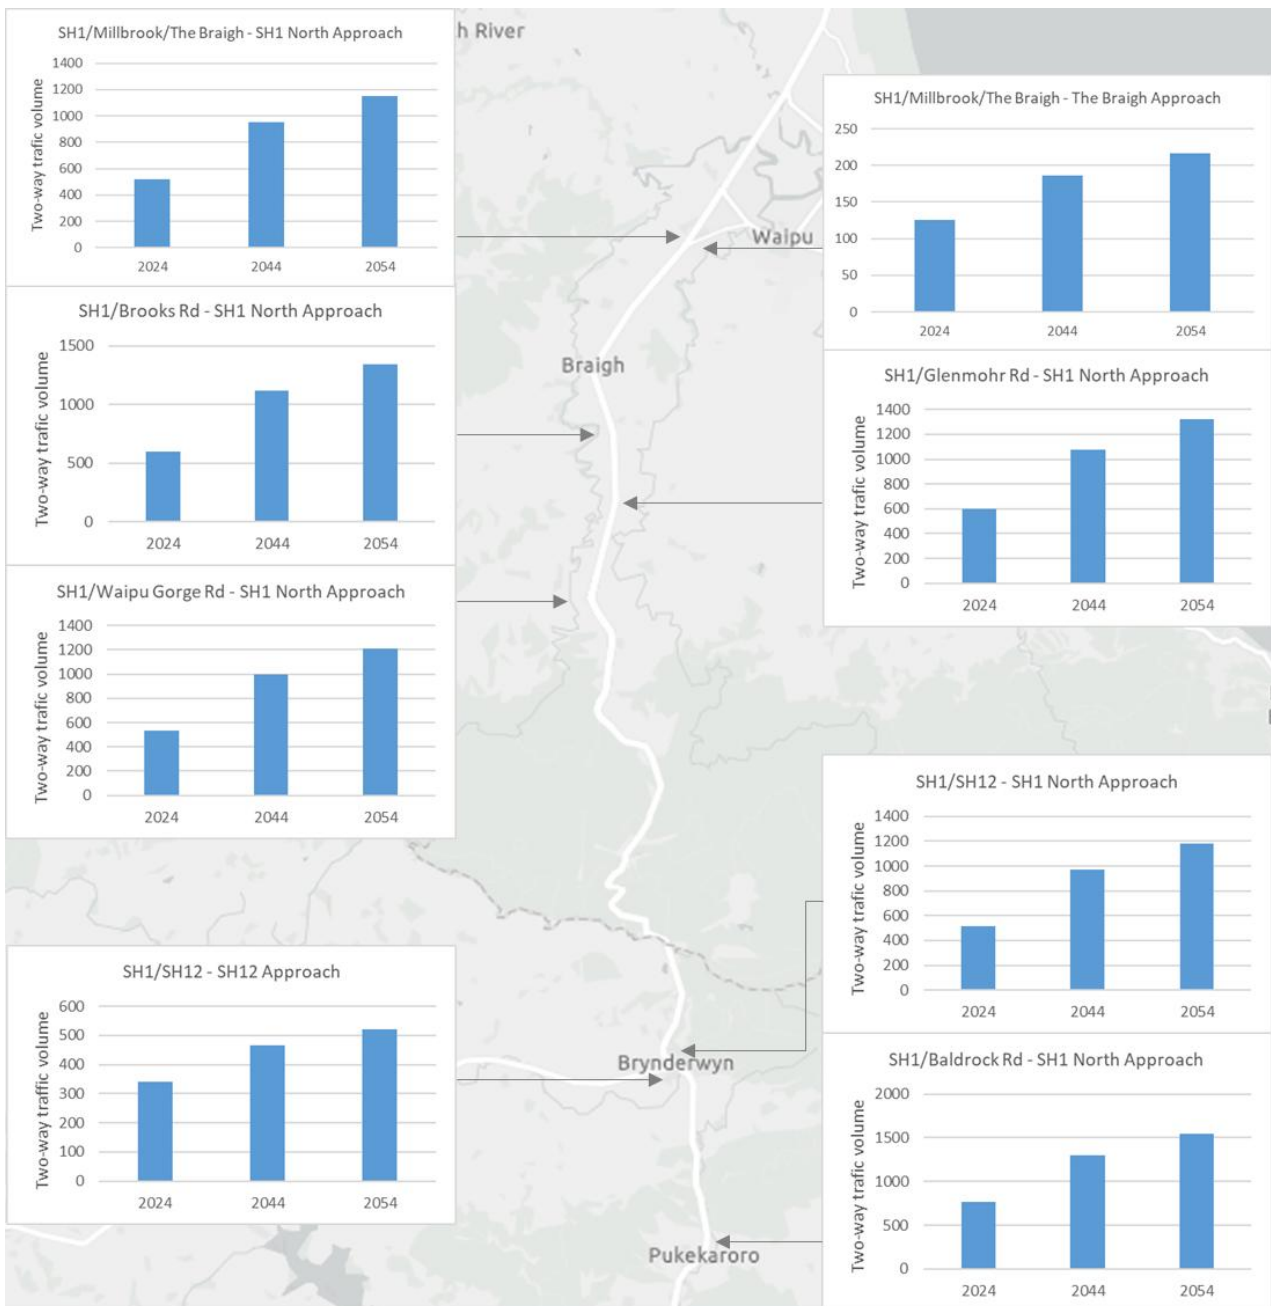 SH1/Millbrook/The Braigh - SH1 North Approach
Two-way trafic volume
1400
1200
1000
800
600
400
200
0
2024 2044 2054
SH1/Brooks Rd - SH1 North Approach
Two-way trafic volume
1500
1000
500
0
2024 2044 2054
SH1/Waipu Gorge Rd - SH1 North Approach
Two-way trafic volume
1400
1200
1000
800
600
400
200
0
2024 2044 2054
SH1/SH12 - SH12 Approach
Two-way traffic volume
600
500
400
300
200
100
0
2024 2044 2054
h River
Waipu
Braigh
Brynderwyn
Pukekaroro
SH1/Millbrook/The Braigh - The Braigh Approach
Two-way trafic volume
250
200
150
100
50
0
2024 2044 2054
SH1/Glenmohr Rd - SH1 North Approach
Two-way trafic volume
1400
1200
1000
800
600
400
200
0
2024 2044 2054
SH1/SH12 - SH1 North Approach
Two-way trafic volume
1400
1200
1000
800
600
400
200
0
2024 2044 2054
SH1/Baldrock Rd - SH1 North Approach
Two-way trafic volume
2000
1500
1000
500
0
2024 2044 2054